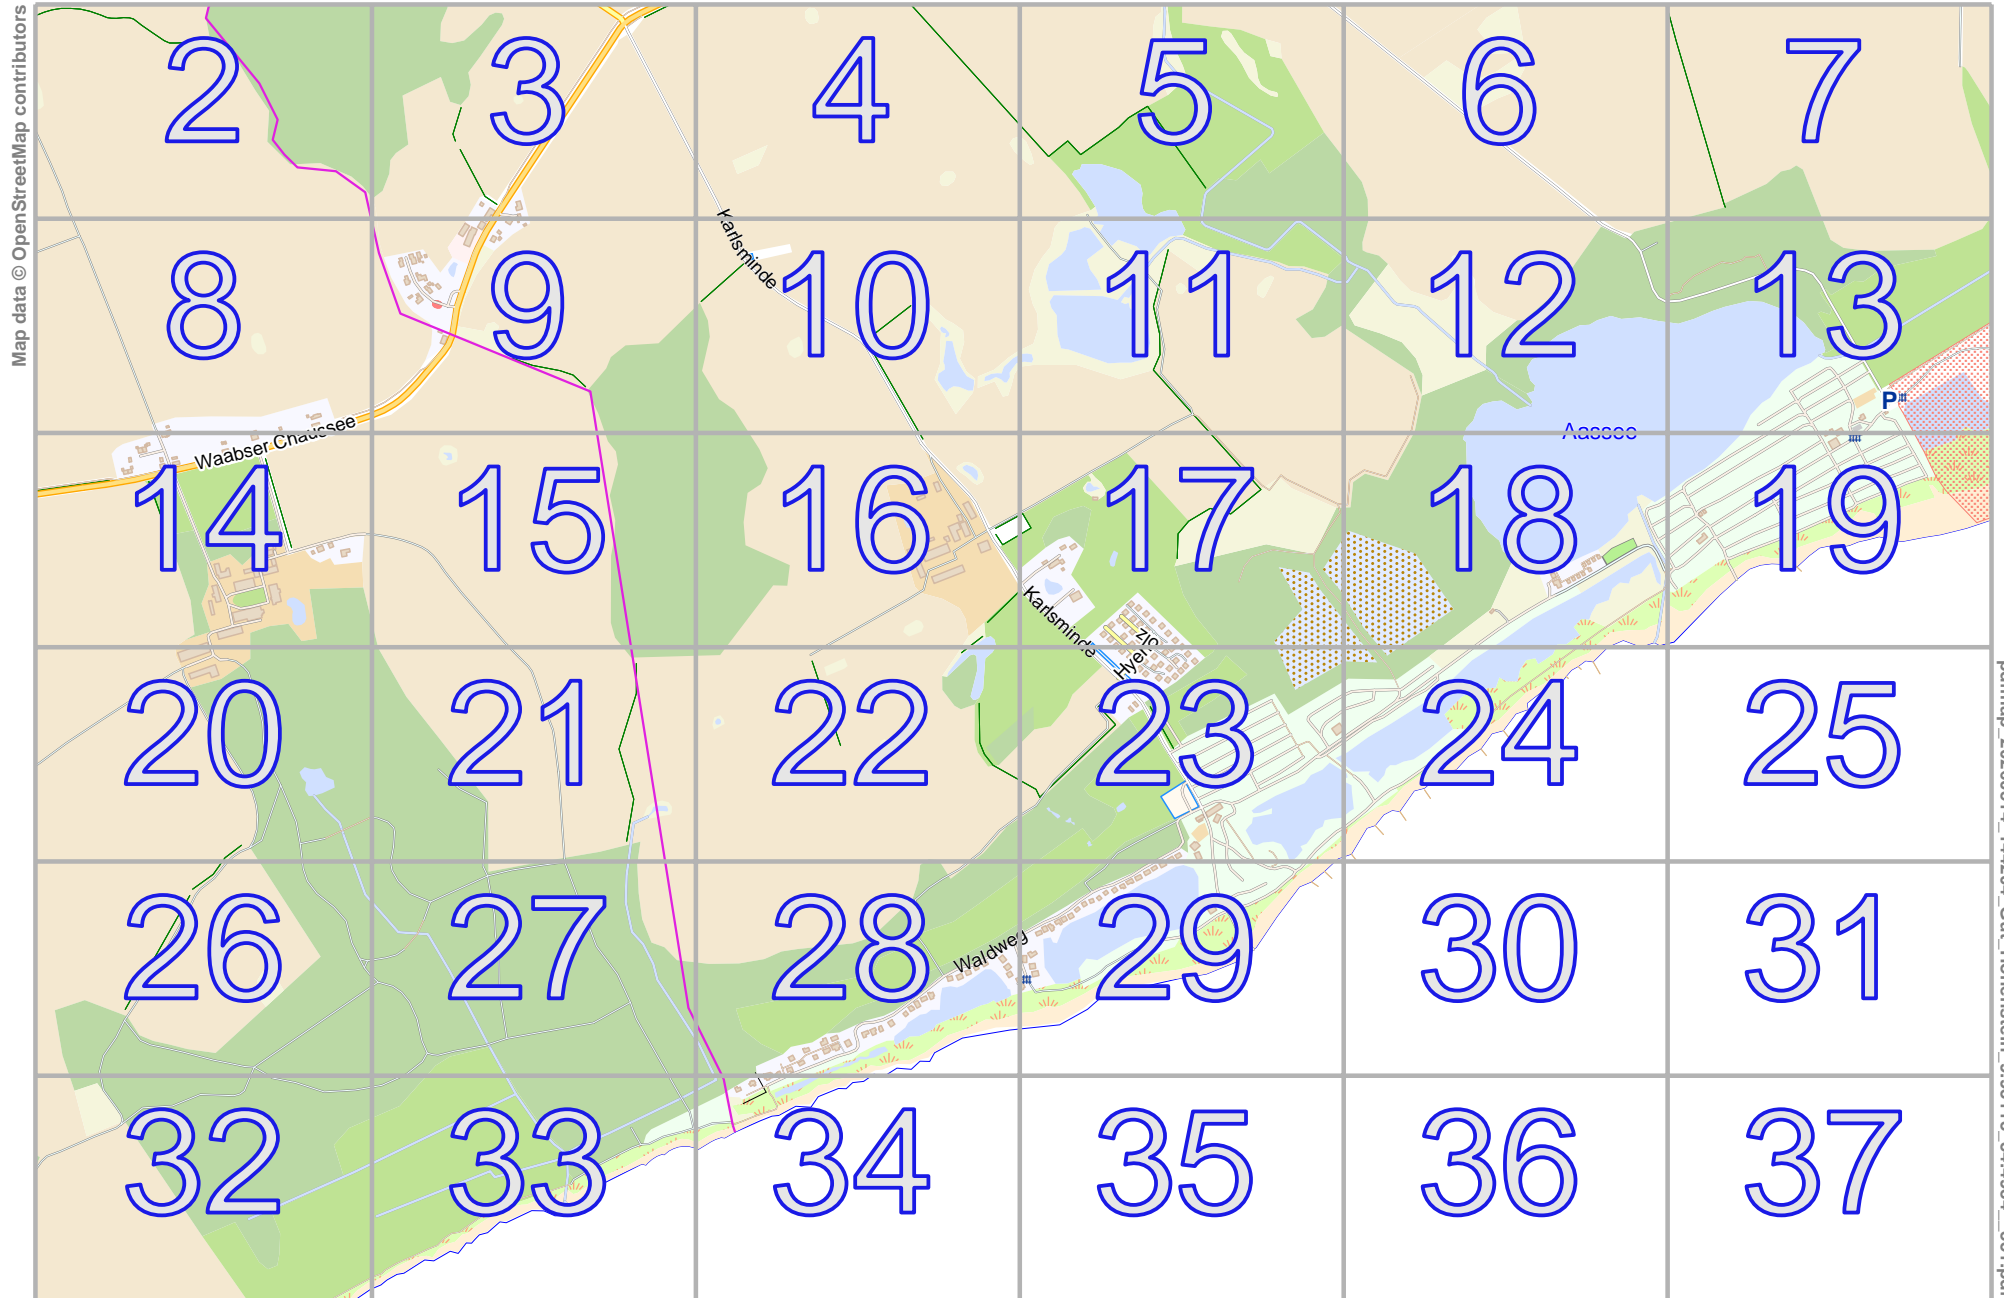 Map data © OpenStreetMap contributors
2 3 4 5 6 7
Karlsminde
8 9 10 11 12 13
P
Waabser Chaussee
Aassee
14 15 16 17 18 19
Karlsminde
20 21 22 23 24 25
26 27 28 29 30 31
Waldweg
32 33 34 35 36 37